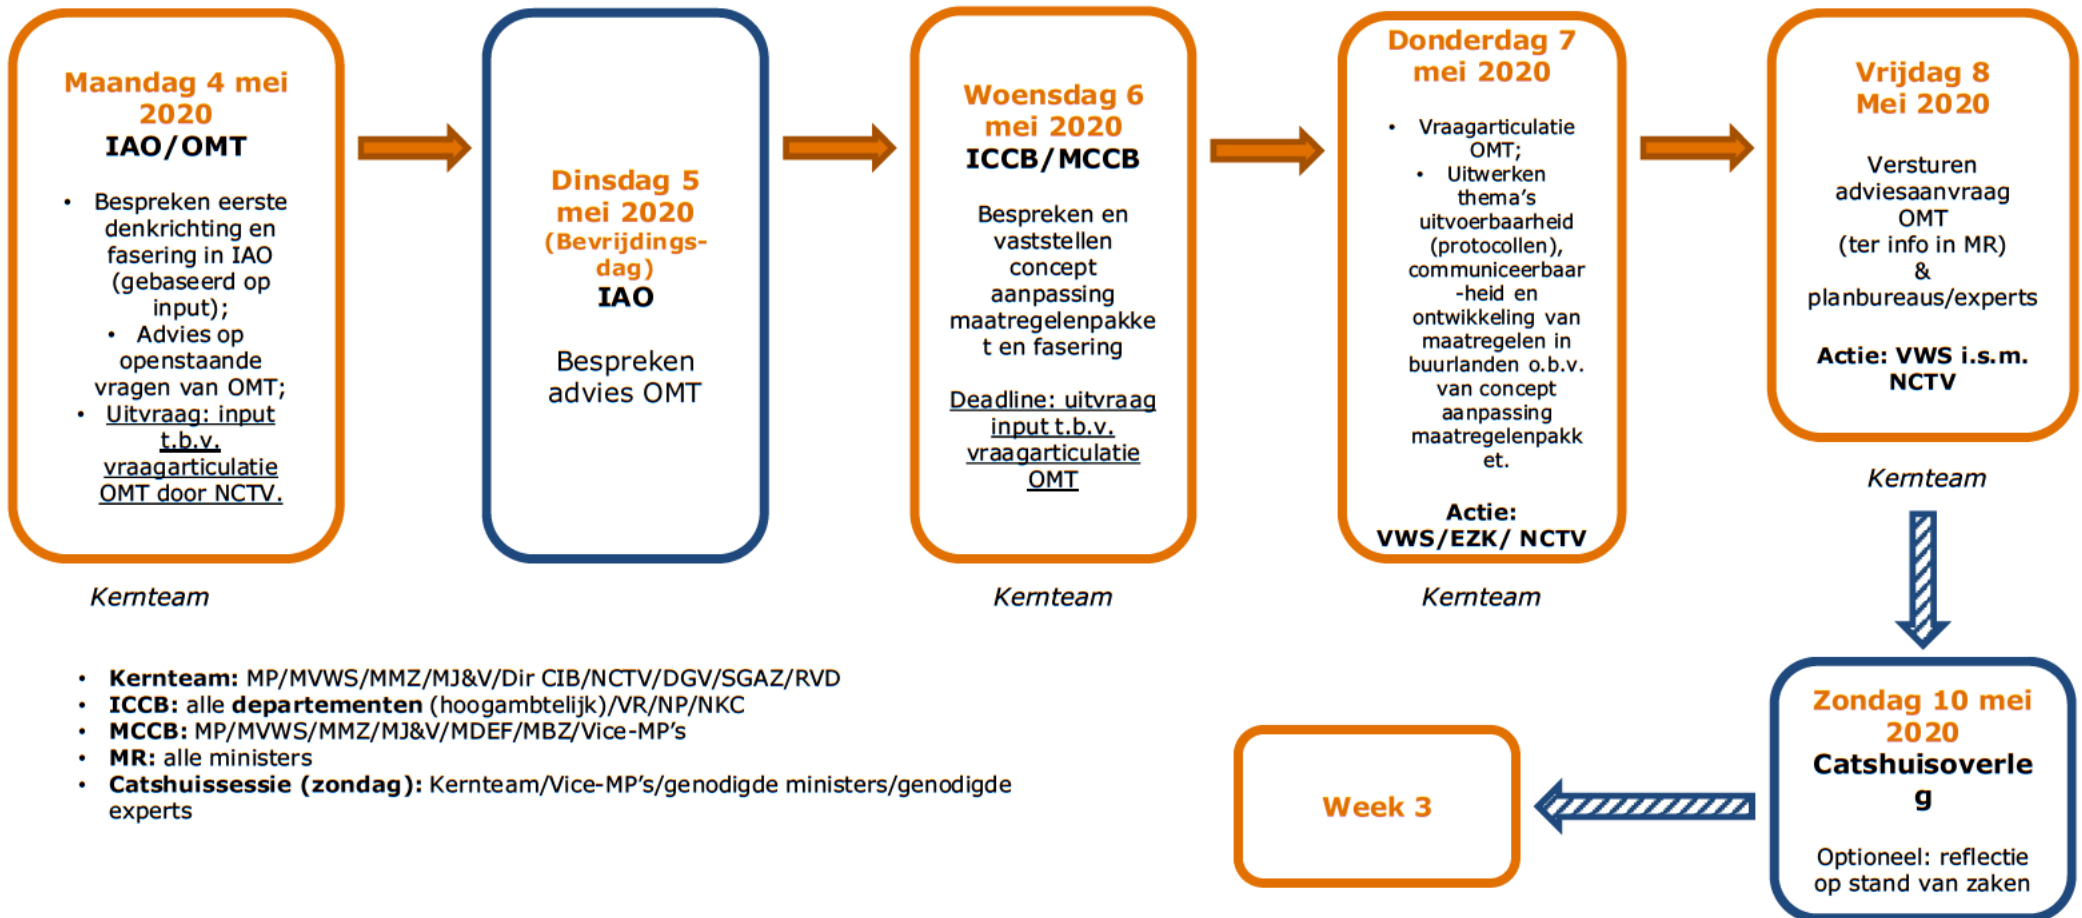 Maandag 4 mei
2020
IAO/OMT
• Bespreken eerste
denkrichting en
fasering in IAO
(gebaseerd op
input);
• Advies op
openstaande
vragen van OMT;
• Uitvraag: input
t.b.v.
vraagarticulatie
OMT door NCTV.
Kernteam
Dinsdag 5
mei 2020
(Bevrijdings-
dag)
IAO
Bespreken
advies OMT
Woensdag 6
mei 2020
ICCB/MCCB
Bespreken en
vaststellen
concept
aanpassing
maatregelenpakke
t en fasering
Deadline: uitvraag
input t.b.v.
vraagarticulatie
OMT
Kernteam
Donderdag 7
mei 2020
• Vraagarticulatie
OMT;
• Uitwerken
thema's
uitvoerbaarheid
(protocollen),
communiceerbaar
-heid en
ontwikkeling van
maatregelen in
buurlanden o.b.v.
van concept
aanpassing
maatregelenpakk
et.
Actie:
VWS/EZK/ NCTV
Kernteam
Vrijdag 8
Mei 2020
Versturen
adviesaanvraag
OMT
(ter info in MR)
&
planbureaus/experts
Actie: VWS i.s.m.
NCTV
Kernteam
Zondag 10 mei
2020
Catshuisoverle
g
Optioneel: reflectie
op stand van zaken
Week 3
• Kernteam: MP/MVWS/MMZ/MJ&V/Dir CIB/NCTV/DGV/SGAZ/RVD
• ICCB: alle departementen (hoogambtelijk)/VR/NP/NKC
• MCCB: MP/MVWS/MMZ/MJ&V/MDEF/MBZ/Vice-MP's
• MR: alle ministers
• Catshuissessie (zondag): Kernteam/Vice-MP's/genodigde ministers/genodigde
experts